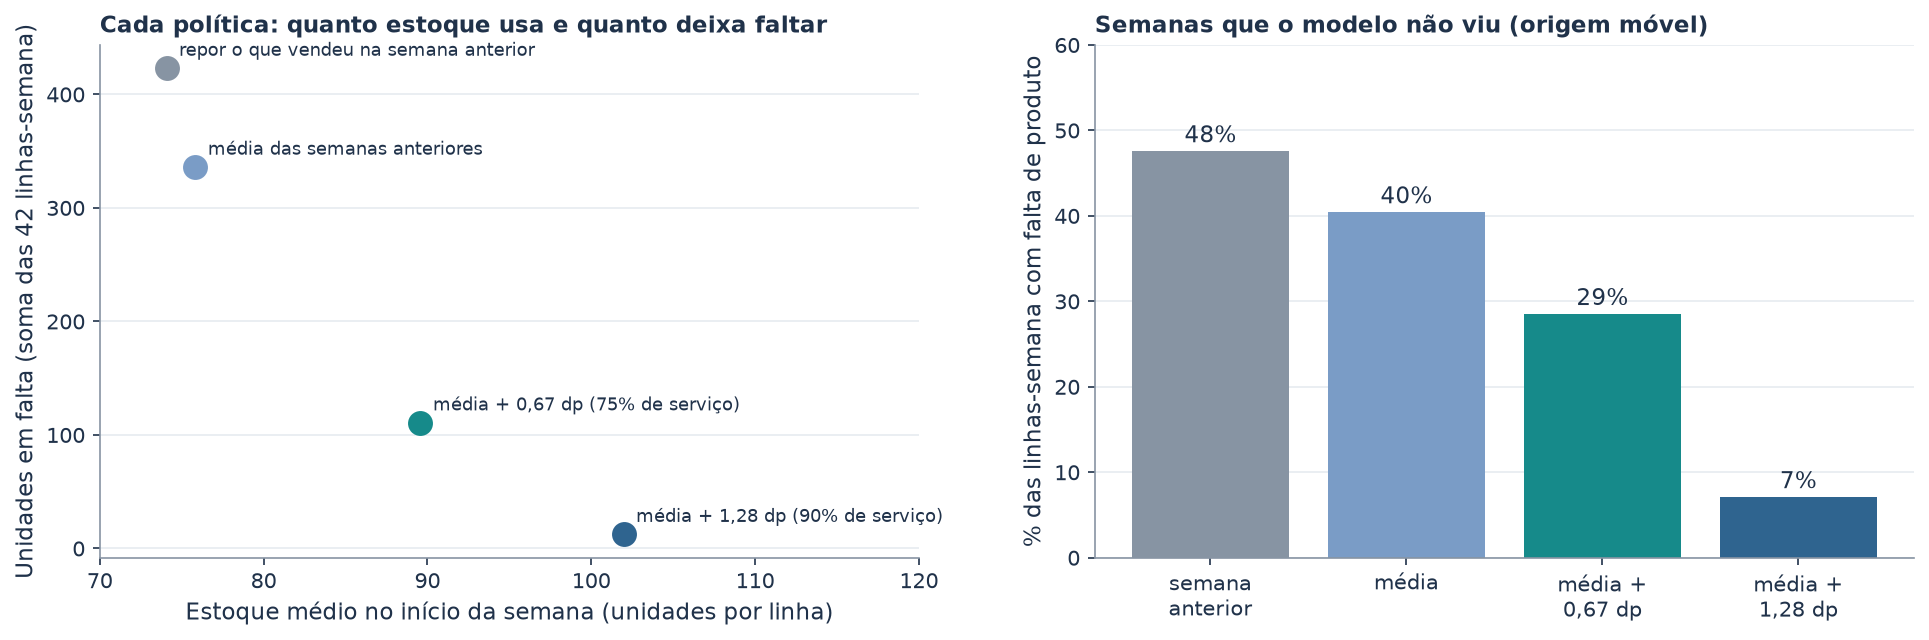 Cada política: quanto estoque usa e quanto deixa faltar
Unidades em falta (soma das 42 linhas-semana)
400
300
200
100
0
repor o que vendeu na semana anterior
média das semanas anteriores
média + 0,67 dp (75% de serviço)
média + 1,28 dp (90% de serviço)
70
80
90
100
110
120
Estoque médio no início da semana (unidades por linha)
Semanas que o modelo não viu (origem móvel)
% das linhas-semana com falta de produto
60
50
40
30
20
10
0
48%
40%
29%
7%
semana
anterior
média
média +
0,67 dp
média +
1,28 dp